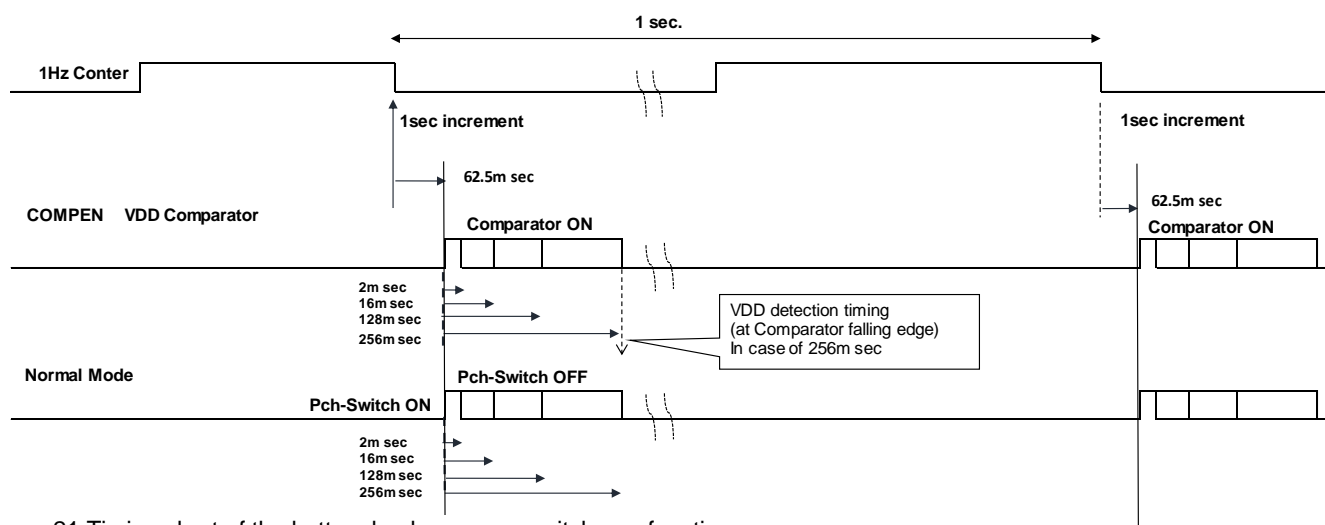 1 sec.
1Hz Conter
1sec increment
1sec increment
62.5m sec
62.5m sec
COMPEN VDD Comparator
Comparator ON
Comparator ON
2m sec
16m sec
128m sec
256m sec
VDD detection timing
(at Comparator falling edge)
In case of 256m sec
Normal Mode
Pch-Switch OFF
Pch-Switch ON
2m sec
16m sec
128m sec
256m sec